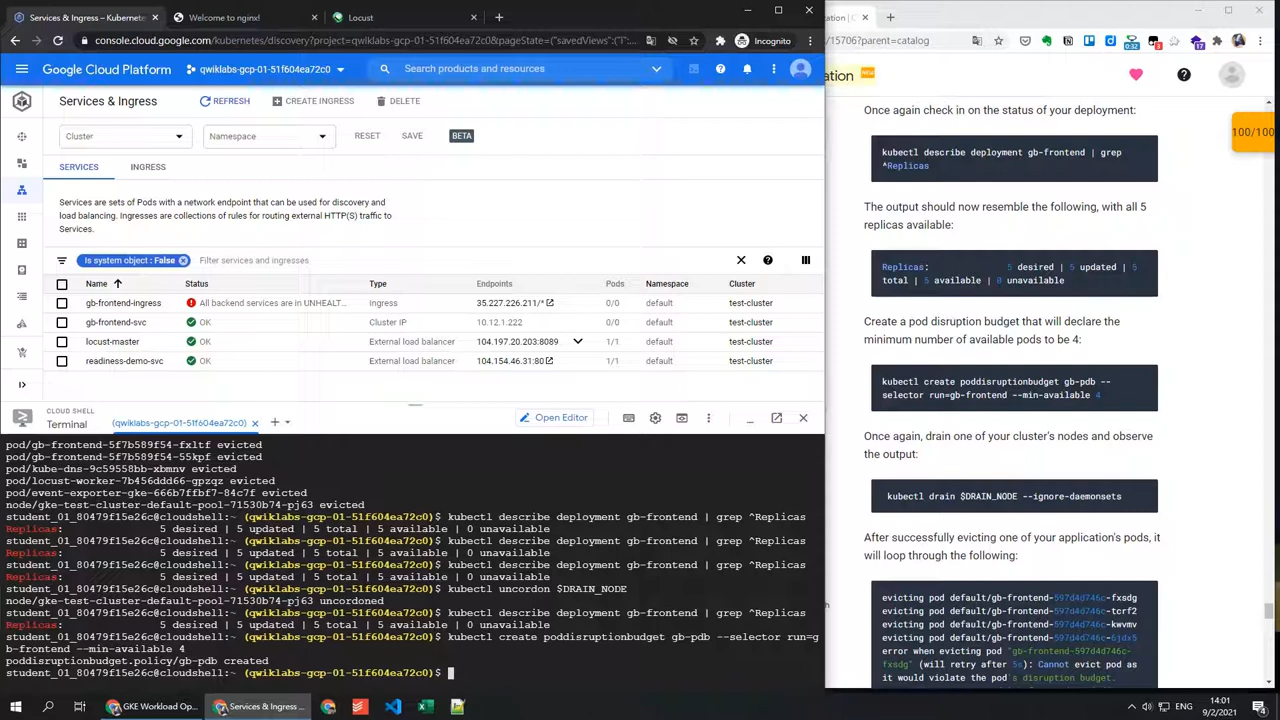 Services & Ingress – Kubernetes
Welcome to nginx!
Locust
console.cloud.google.com/kubernetes/discovery?project=qwiklabs-gcp-01-51f604ea72c0&pageState=("savedViews":("i":
Incognito
Google Cloud Platform
qwiklabs-gcp-01-51f604ea72c0
Search products and resources
Services & Ingress
REFRESH
CREATE INGRESS
DELETE
Cluster
Namespace
RESET
SAVE
BETA
SERVICES
INGRESS
Services are sets of Pods with a network endpoint that can be used for discovery and
load balancing. Ingresses are collections of rules for routing external HTTP(S) traffic to
Services.
Is system object : False
Filter services and ingresses
Name Status Type Endpoints Pods Namespace Cluster
gb-frontend-ingress All backend services are in UNHEALT... Ingress 35.227.226.211/* 0/0 default test-cluster
gb-frontend-svc OK Cluster IP 10.12.1.222 0/0 default test-cluster
locust-master OK External load balancer 104.197.20.203:8089 1/1 default test-cluster
readiness-demo-svc OK External load balancer 104.154.46.31:80 1/1 default test-cluster
CLOUD SHELL
Terminal
(qwiklabs-gcp-01-51f604ea72c0)
Open Editor
pod/gb-frontend-5f7b589f54-fx1tf evicted
pod/gb-frontend-5f7b589f54-55kpf evicted
pod/kube-dns-9c59558bb-xbmnv evicted
pod/locust-worker-7b456ddd66-gpzqz evicted
pod/event-exporter-gke-666b7ffbf7-84c7f evicted
node/gke-test-cluster-default-pool-71530b74-pj63 evicted
student_01_80479f15e26c@cloudshell:~ (qwiklabs-gcp-01-51f604ea72c0)$ kubectl describe deployment gb-frontend | grep ^Replicas
Replicas: 5 desired | 5 updated | 5 total | 5 available | 0 unavailable
student_01_80479f15e26c@cloudshell:~ (qwiklabs-gcp-01-51f604ea72c0)$ kubectl describe deployment gb-frontend | grep ^Replicas
Replicas: 5 desired | 5 updated | 5 total | 5 available | 0 unavailable
student_01_80479f15e26c@cloudshell:~ (qwiklabs-gcp-01-51f604ea72c0)$ kubectl describe deployment gb-frontend | grep ^Replicas
Replicas: 5 desired | 5 updated | 5 total | 5 available | 0 unavailable
student_01_80479f15e26c@cloudshell:~ (qwiklabs-gcp-01-51f604ea72c0)$ kubectl uncordon $DRAIN_NODE
node/gke-test-cluster-default-pool-71530b74-pj63 uncordoned
student_01_80479f15e26c@cloudshell:~ (qwiklabs-gcp-01-51f604ea72c0)$ kubectl describe deployment gb-frontend | grep ^Replicas
Replicas: 5 desired | 5 updated | 5 total | 5 available | 0 unavailable
student_01_80479f15e26c@cloudshell:~ (qwiklabs-gcp-01-51f604ea72c0)$ kubectl create poddisruptionbudget gb-pdb --selector run=g
b-frontend --min-available 4
poddisruptionbudget.policy/gb-pdb created
student_01_80479f15e26c@cloudshell:~ (qwiklabs-gcp-01-51f604ea72c0)$
zation | C
/15706?parent=catalog
0:32
3
17
ation NEW
100/100
Once again check in on the status of your deployment:
kubectl describe deployment gb-frontend | grep
^Replicas
The output should now resemble the following, with all 5
replicas available:
Replicas: 5 desired | 5 updated | 5
total | 5 available | 0 unavailable
Create a pod disruption budget that will declare the
minimum number of available pods to be 4:
kubectl create poddisruptionbudget gb-pdb --
selector run=gb-frontend --min-available 4
Once again, drain one of your cluster's nodes and observe
the output:
kubectl drain $DRAIN_NODE --ignore-daemonsets
After successfully evicting one of your application's pods, it
will loop through the following:
evicting pod default/gb-frontend-597d4d746c-fxsdg
evicting pod default/gb-frontend-597d4d746c-tcrf2
evicting pod default/gb-frontend-597d4d746c-kwvmv
evicting pod default/gb-frontend-597d4d746c-6jdx5
error when evicting pod "gb-frontend-597d4d746c-
fxsdg" (will retry after 5s): Cannot evict pod as
it would violate the pod's disruption budget.
GKE Workload Op...
Services & Ingress ...
ENG
14:01
9/2/2021
4